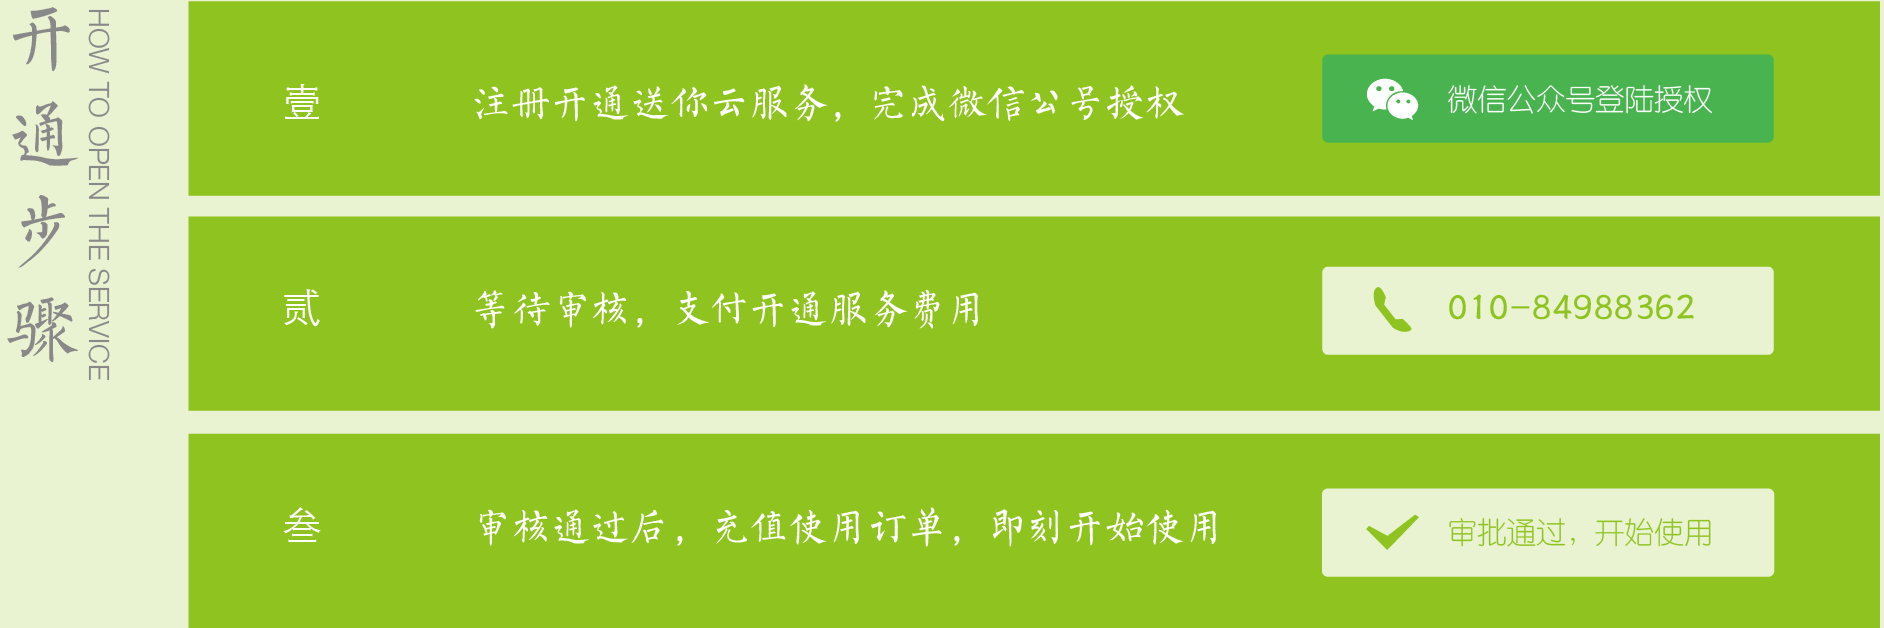 开通步骤
HOW TO OPEN THE SERVICE
壹
注册开通送你云服务，完成微信公号授权
微信公众号登陆授权
贰
等待审核，支付开通服务费用
010-84988362
叁
审核通过后，充值使用订单，即刻开始使用
审批通过，开始使用